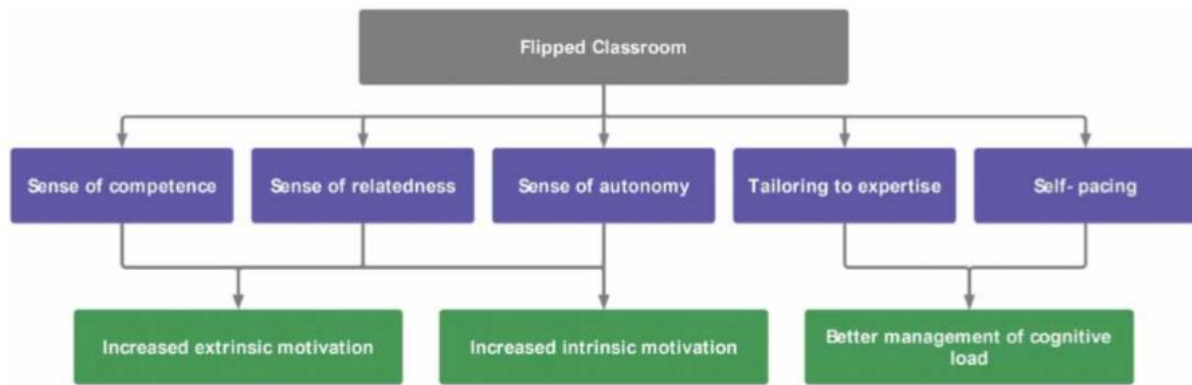 Flipped Classroom
Sense of competence
Sense of relatedness
Sense of autonomy
Tailoring to expertise
Self- pacing
Increased extrinsic motivation
Increased intrinsic motivation
Better management of cognitive
load